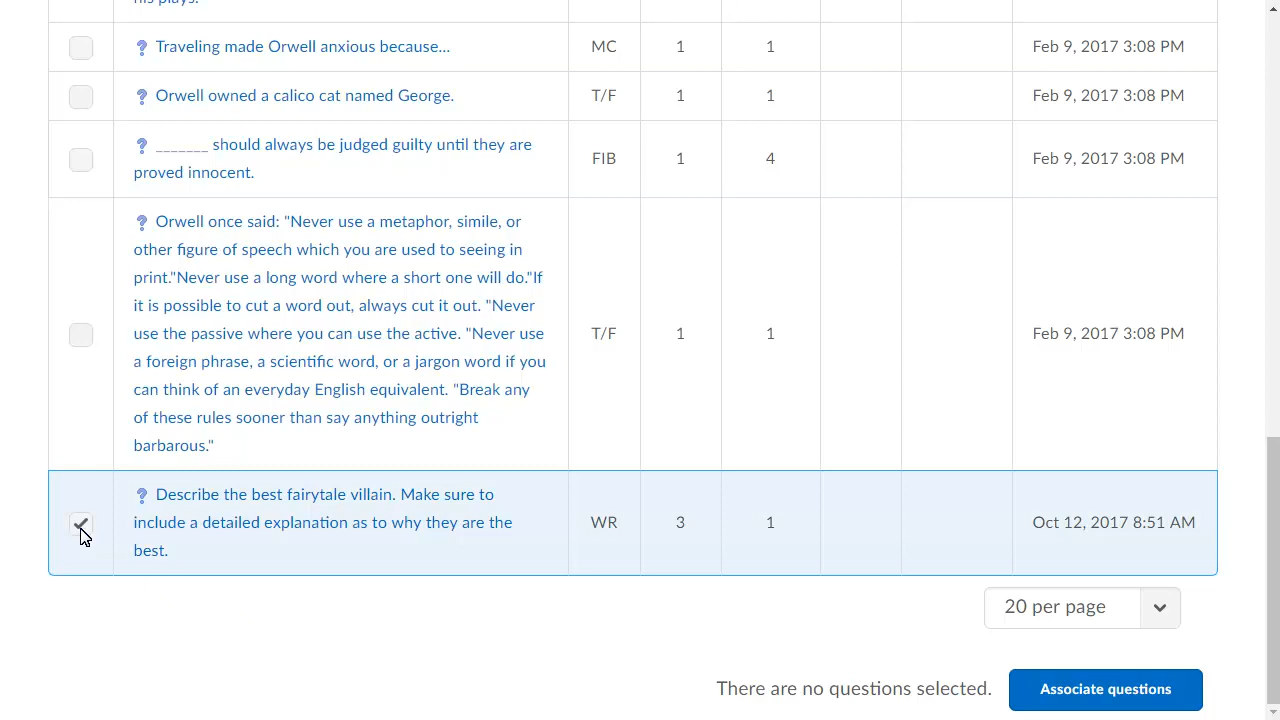 his plays.
Traveling made Orwell anxious because... MC 1 1 Feb 9, 2017 3:08 PM
Orwell owned a calico cat named George. T/F 1 1 Feb 9, 2017 3:08 PM
_______ should always be judged guilty until they are
proved innocent.
FIB 1 4 Feb 9, 2017 3:08 PM
Orwell once said: "Never use a metaphor, simile, or
other figure of speech which you are used to seeing in
print."Never use a long word where a short one will do."If
it is possible to cut a word out, always cut it out. "Never
use the passive where you can use the active. "Never use
a foreign phrase, a scientific word, or a jargon word if you
can think of an everyday English equivalent. "Break any
of these rules sooner than say anything outright
barbarous."
T/F 1 1 Feb 9, 2017 3:08 PM
Describe the best fairytale villain. Make sure to
include a detailed explanation as to why they are the
best.
WR 3 1 Oct 12, 2017 8:51 AM
20 per page
There are no questions selected. Associate questions